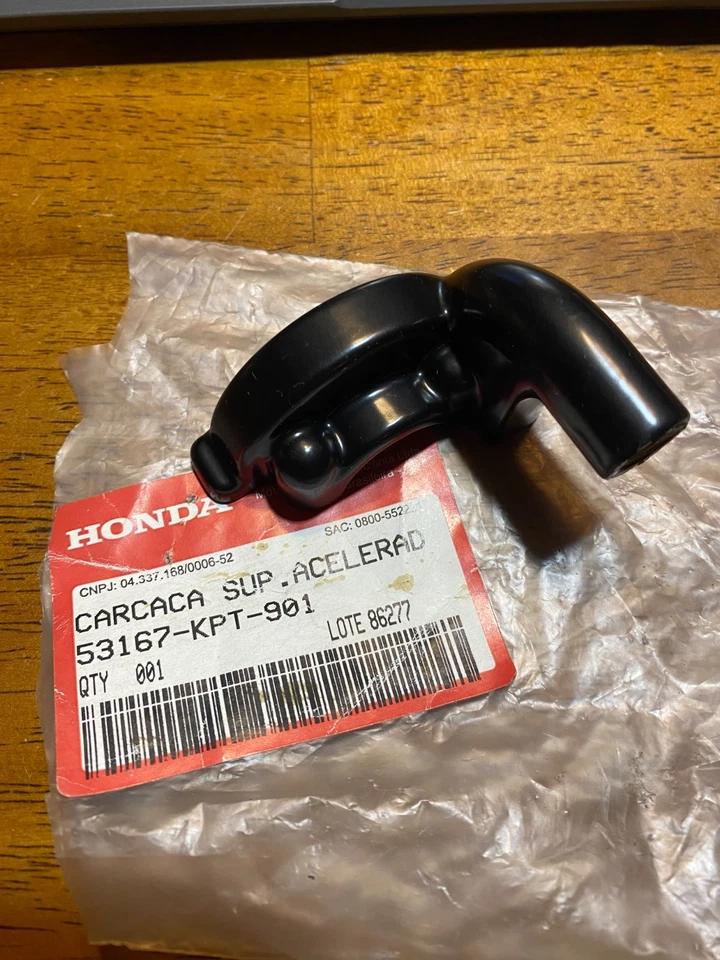 HONDA
SAC: 0800-5522
CNPJ: 04.337.168/0006-52
CARCACA SUP.ACELERAD
53167-KPT-901
LOTE 86277
QTY 001